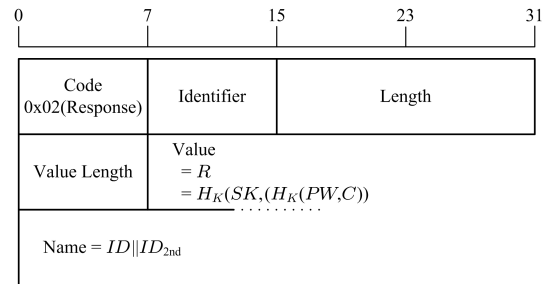 0 7 15 23 31
Code
0x02(Response)
Identifier
Length
Value Length
Value
= R
= H_K(SK,(H_K(PW,C))
Name = ID||ID_2nd